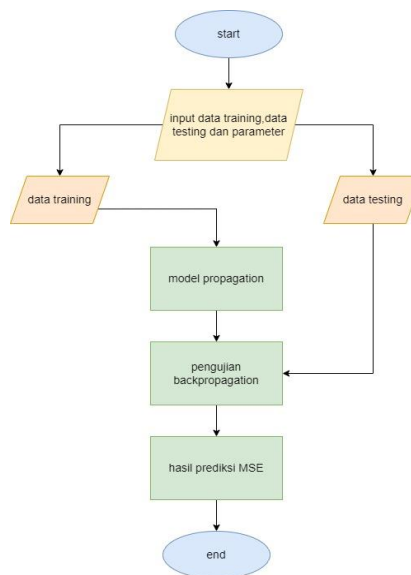 start
input data training,data
testing dan parameter
data training
data testing
model propagation
pengujian
backpropagation
hasil prediksi MSE
end